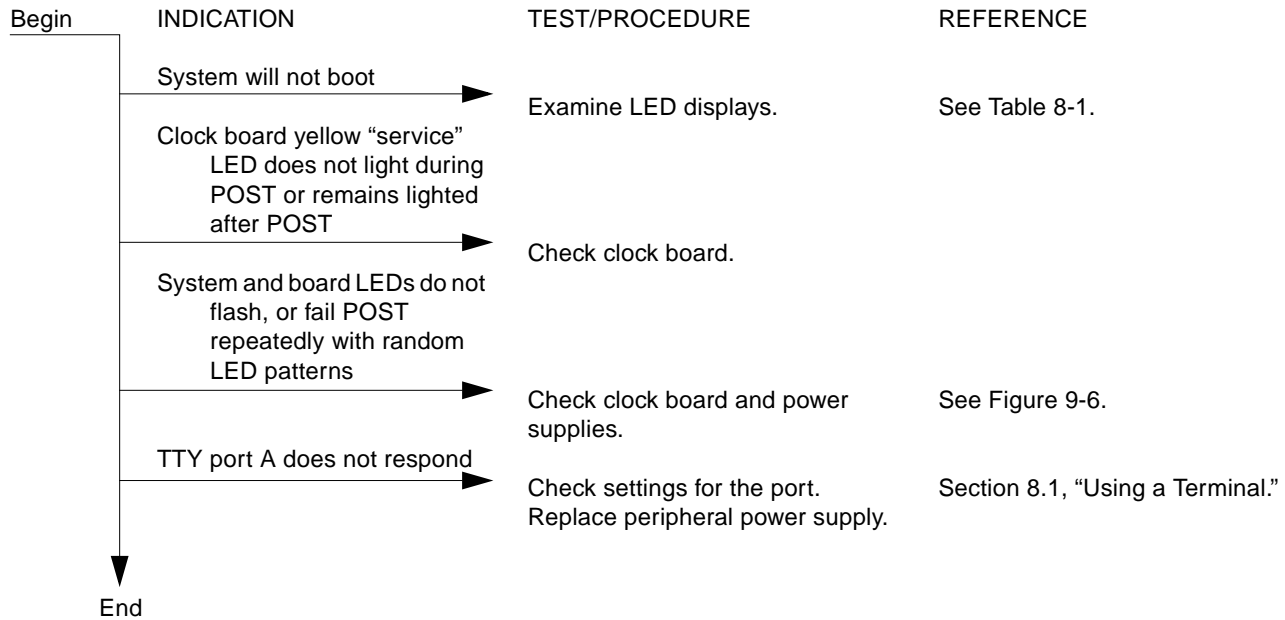 Begin INDICATION TEST/PROCEDURE REFERENCE
System will not boot
Examine LED displays. See Table 8-1.
Clock board yellow “service”
LED does not light during
POST or remains lighted
after POST
Check clock board.
System and board LEDs do not
flash, or fail POST
repeatedly with random
LED patterns
Check clock board and power See Figure 9-6.
supplies.
TTY port A does not respond
Check settings for the port. Section 8.1, “Using a Terminal.”
Replace peripheral power supply.
End